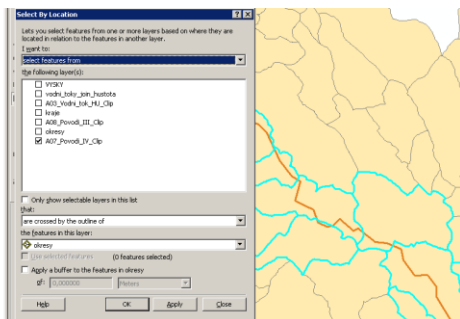 Select By Location
Lets you select features from one or more layers based on where they are
located in relation to the features in another layer.
I want to:
select features from
the following layer(s):
VYSKY
vodni_toky_join_hustota
A03_Vodni_tok_HU_Clip
kraje
A08_Povodi_III_Clip
okresy
A07_Povodi_IV_Clip
Only show selectable layers in this list
that:
are crossed by the outline of
the features in this layer:
okresy
Use selected features (0 features selected)
Apply a buffer to the features in okresy
of: 0,000000 Meters
Help OK Apply Close